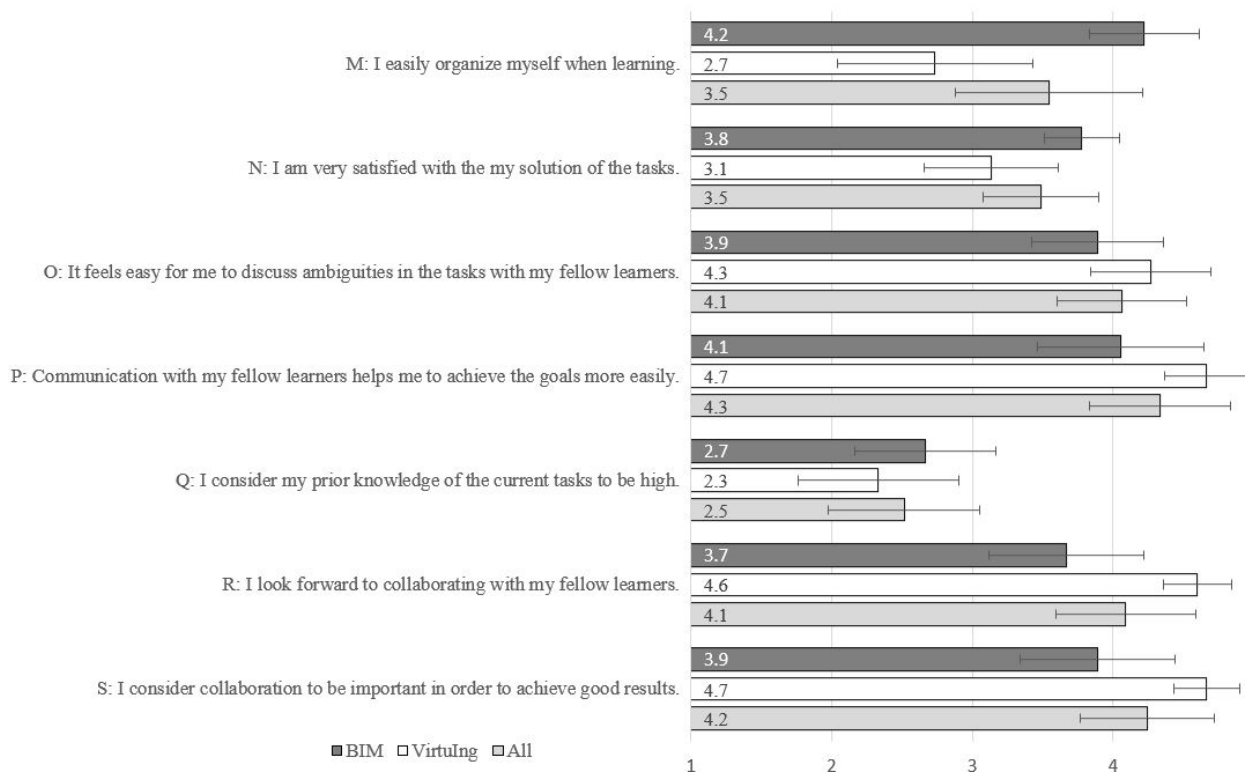 4.2
M: I easily organize myself when learning.
2.7
3.5
3.8
N: I am very satisfied with the my solution of the tasks.
3.1
3.5
3.9
O: It feels easy for me to discuss ambiguities in the tasks with my fellow learners.
4.3
4.1
4.1
P: Communication with my fellow learners helps me to achieve the goals more easily.
4.7
4.3
2.7
Q: I consider my prior knowledge of the current tasks to be high.
2.3
2.5
3.7
R: I look forward to collaborating with my fellow learners.
4.6
4.1
3.9
S: I consider collaboration to be important in order to achieve good results.
4.7
4.2
BIM VirtuIng All
1 2 3 4